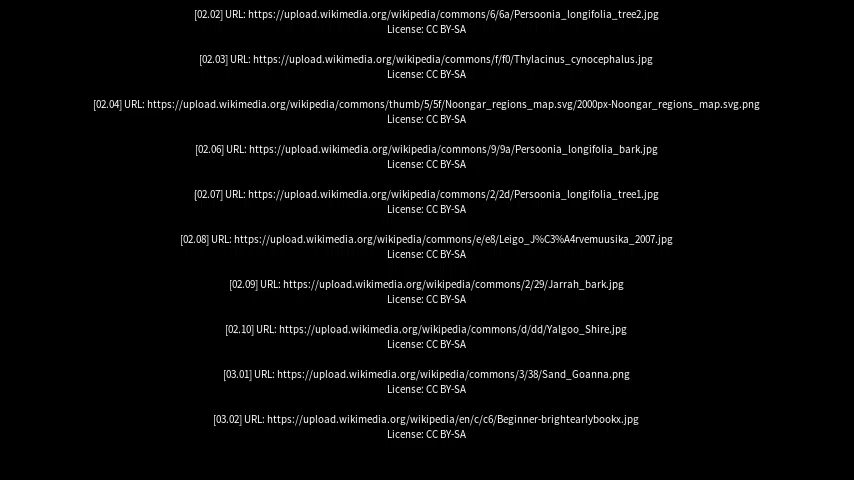 [02.02] URL: https://upload.wikimedia.org/wikipedia/commons/6/6a/Persoonia_longifolia_tree2.jpg
License: CC BY-SA
[02.03] URL: https://upload.wikimedia.org/wikipedia/commons/f/f0/Thylacinus_cynocephalus.jpg
License: CC BY-SA
[02.04] URL: https://upload.wikimedia.org/wikipedia/commons/thumb/5/5f/Noongar_regions_map.svg/2000px-Noongar_regions_map.svg.png
License: CC BY-SA
[02.06] URL: https://upload.wikimedia.org/wikipedia/commons/9/9a/Persoonia_longifolia_bark.jpg
License: CC BY-SA
[02.07] URL: https://upload.wikimedia.org/wikipedia/commons/2/2d/Persoonia_longifolia_tree1.jpg
License: CC BY-SA
[02.08] URL: https://upload.wikimedia.org/wikipedia/commons/e/e8/Leigo_J%C3%A4rvemuusika_2007.jpg
License: CC BY-SA
[02.09] URL: https://upload.wikimedia.org/wikipedia/commons/2/29/Jarrah_bark.jpg
License: CC BY-SA
[02.10] URL: https://upload.wikimedia.org/wikipedia/commons/d/dd/Yalgoo_Shire.jpg
License: CC BY-SA
[03.01] URL: https://upload.wikimedia.org/wikipedia/commons/3/38/Sand_Goanna.png
License: CC BY-SA
[03.02] URL: https://upload.wikimedia.org/wikipedia/en/c/c6/Beginner-brightearlybookx.jpg
License: CC BY-SA